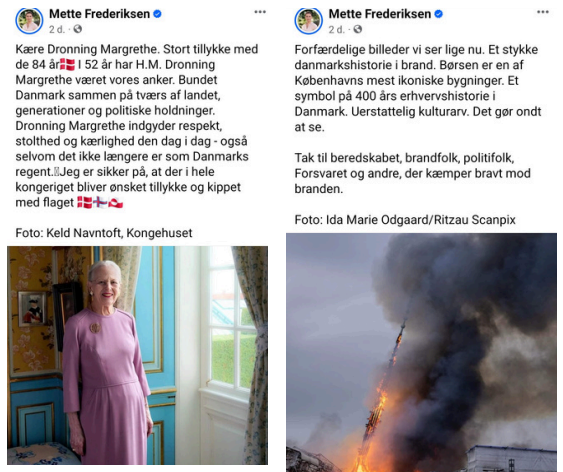 Mette Frederiksen
2 d.
Kære Dronning Margrethe. Stort tillykke med
de 84 år🇩🇰 I 52 år har H.M. Dronning
Margrethe været vores anker. Bundet
Danmark sammen på tværs af landet,
generationer og politiske holdninger.
Dronning Margrethe indgyder respekt,
stolthed og kærlighed den dag i dag - også
selvom det ikke længere er som Danmarks
regent.Jeg er sikker på, at der i hele
kongeriget bliver ønsket tillykke og kippet
med flaget 🇩🇰🇫🇴🇬🇱
Foto: Keld Navntoft, Kongehuset
Mette Frederiksen
2 d.
Forfærdelige billeder vi ser lige nu. Et stykke
danmarkshistorie i brand. Børsen er en af
Københavns mest ikoniske bygninger. Et
symbol på 400 års erhvervshistorie i
Danmark. Uerstattelig kulturarv. Det gør ondt
at se.
Tak til beredskabet, brandfolk, politifolk,
Forsvaret og andre, der kæmper bravt mod
branden.
Foto: Ida Marie Odgaard/Ritzau Scanpix